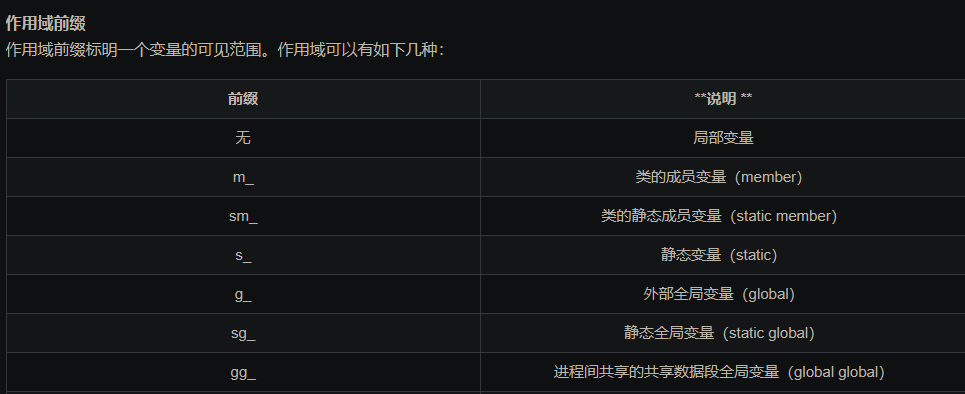 作用域前缀
作用域前缀标明一个变量的可见范围。作用域可以有如下几种：
前缀 **说明 **
无 局部变量
m_ 类的成员变量（member）
sm_ 类的静态成员变量（static member）
s_ 静态变量（static）
g_ 外部全局变量（global）
sg_ 静态全局变量（static global）
gg_ 进程间共享的共享数据段全局变量（global global）